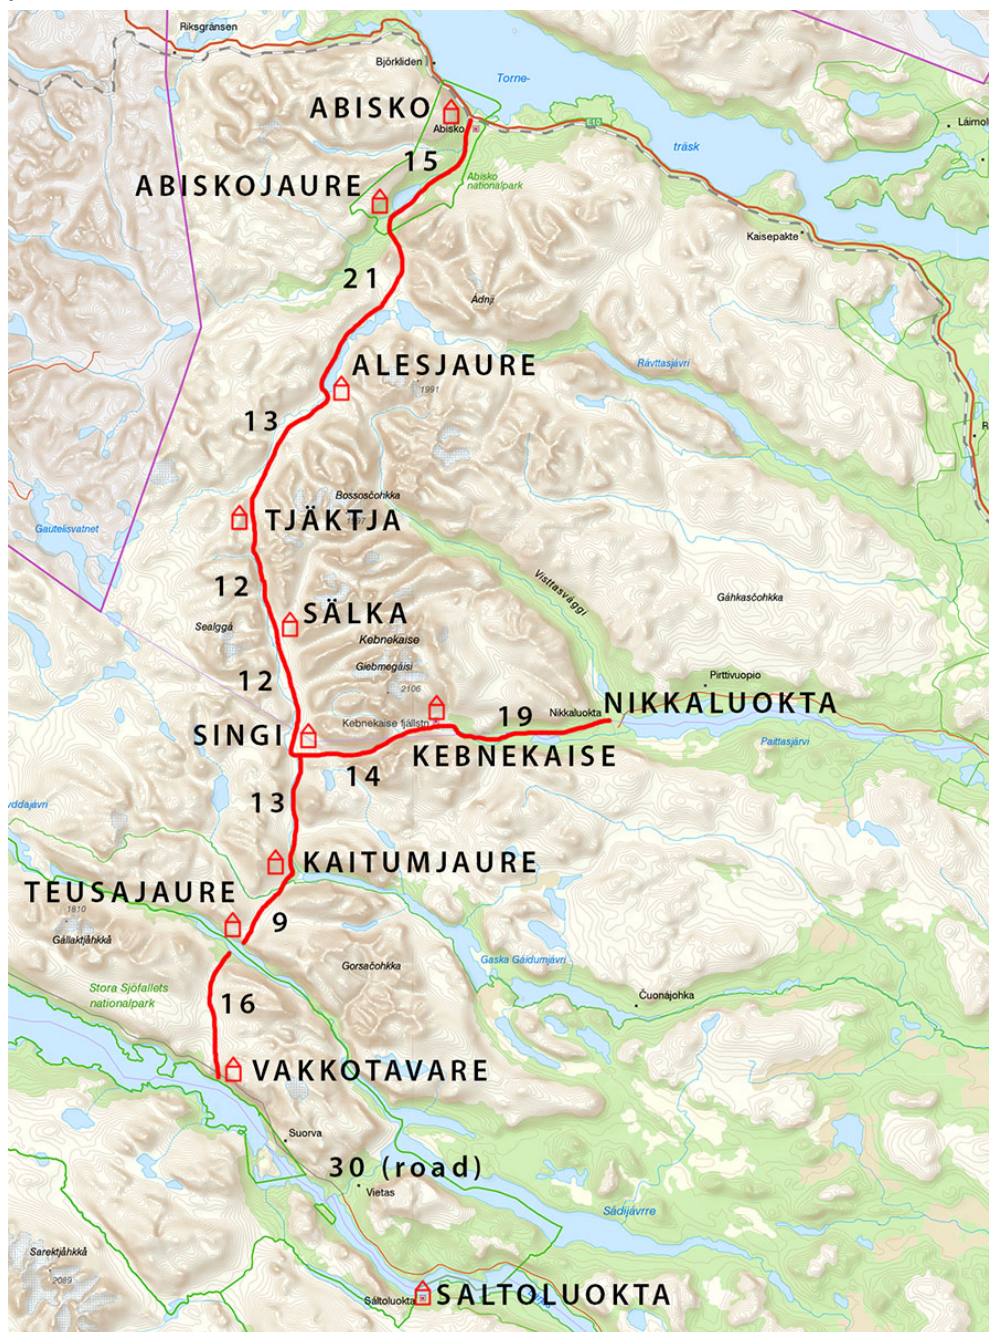 Riksgränsen
Björkliden
Torne-
ABISKO
Abisko
E10
träsk
15
Abisko
nationalpark
ABISKOJAURE
Kaisepakte
21
Ádnji
ALESJAURE
1991
Rávttasjávri
13
Bossosčohkka
TJÄKTJA
Gautelisvatnet
12
Visttasvággi
Gáhkasčohkka
SÄLKA
Sealggá
Kebnekaise
Giebmegáisi
12
2106
Pirttivuopio
NIKKALUOKTA
Nikkaluokta
19
Kebnekaise fjällstn
SINGI
KEBNEKAISE
Paittasjärvi
14
13
KAITUMJAURE
TEUSAJAURE
1810
9
Gállaktjåhkkå
Gaska Gáidumjávri
Gorsačohkka
Stora Sjöfallets
nationalpark
16
Čuonájohka
VAKKOTAVARE
Suorva
30 (road)
Vietas
Sádijávrre
Sarektjåhkkå
2089
Saltoluokta
SALTOLUOKTA